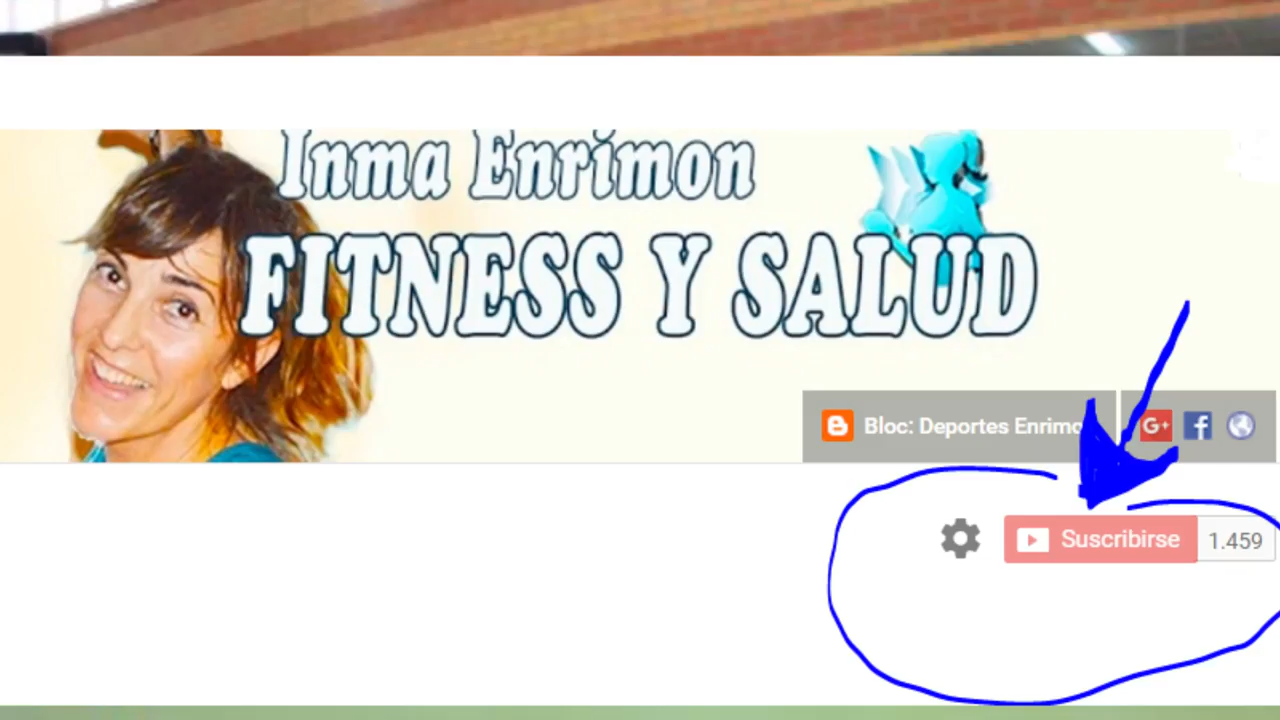 Inma Enrimon
FITNESS Y SALUD
Bloc: Deportes Enrimo
G+ f
Suscribirse 1.459